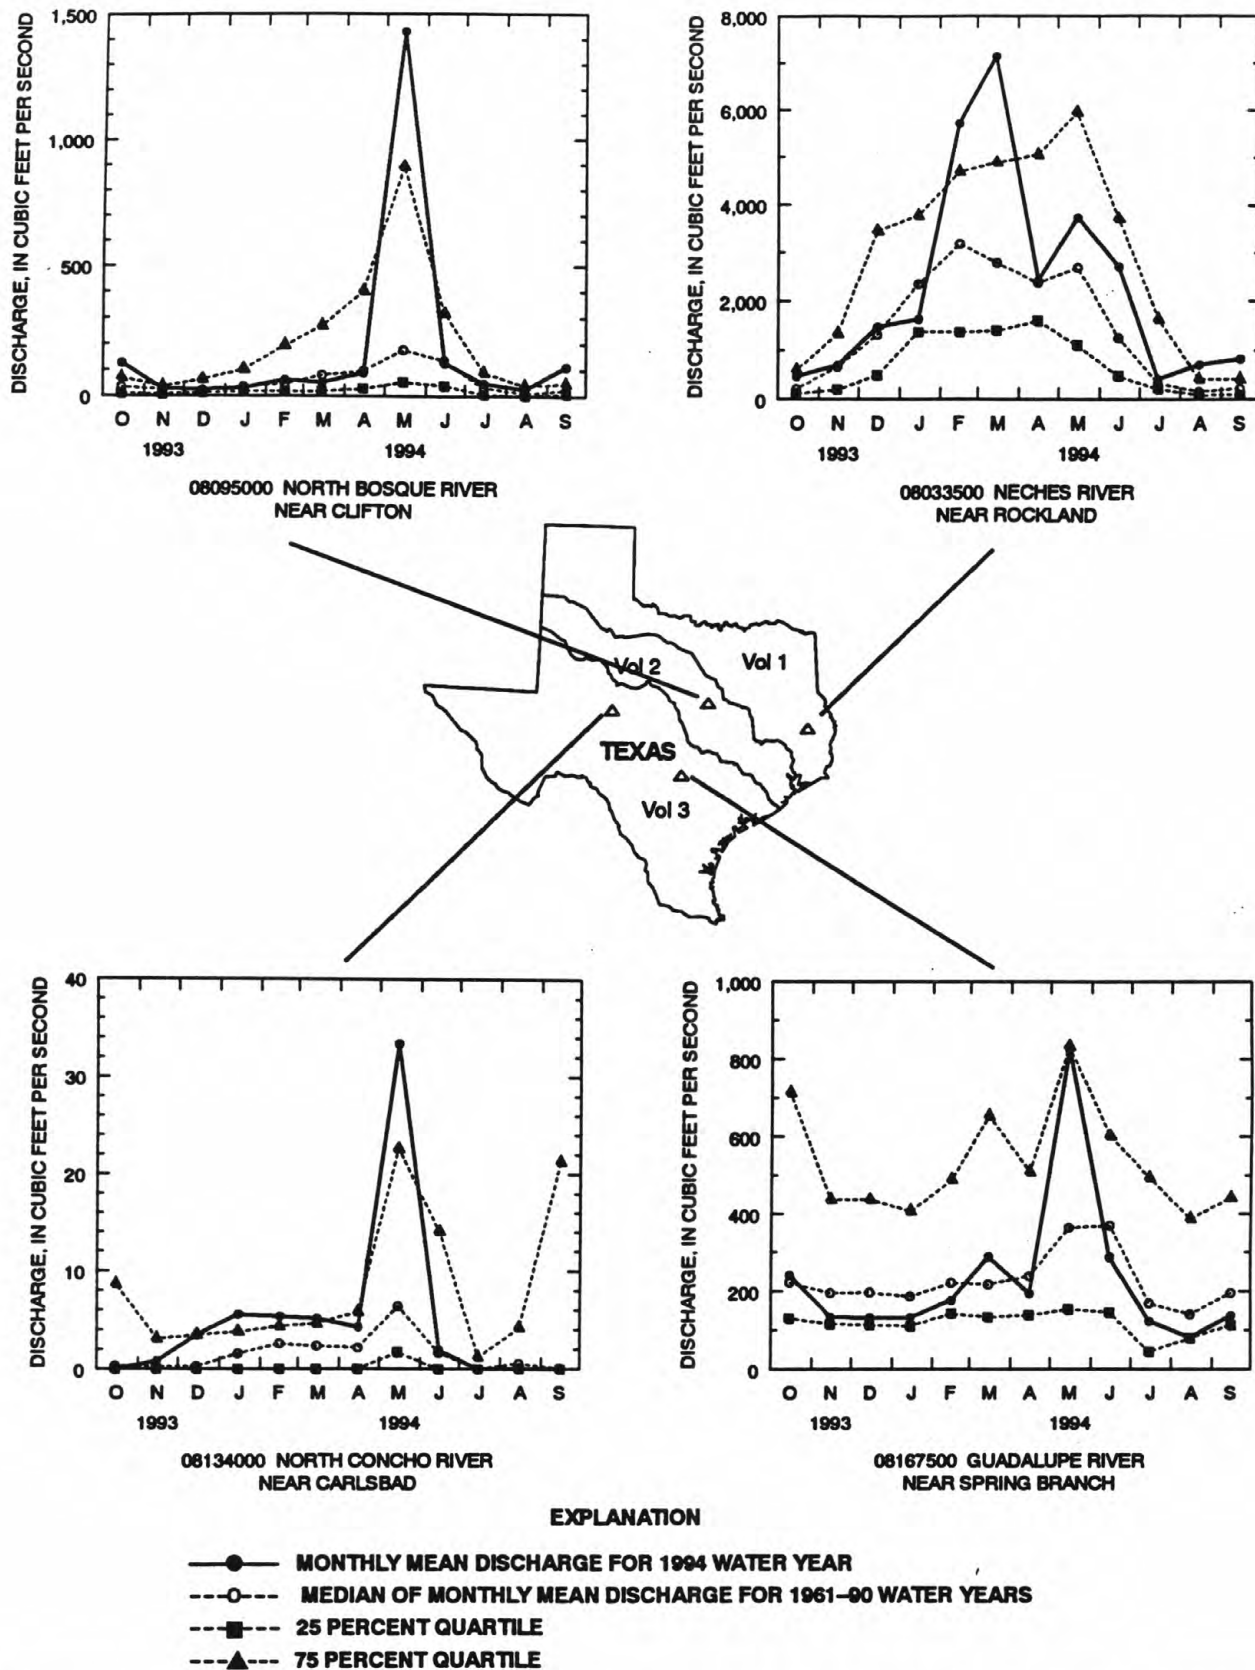 DISCHARGE, IN CUBIC FEET PER SECOND
1,500
1,000
500
0
O N D J F M A M J J A S
1993 1994
08095000 NORTH BOSQUE RIVER
NEAR CLIFTON
DISCHARGE, IN CUBIC FEET PER SECOND
8,000
6,000
4,000
2,000
0
O N D J F M A M J J A S
1993 1994
08033500 NECHES RIVER
NEAR ROCKLAND
Vol 2
Vol 1
TEXAS
Vol 3
DISCHARGE, IN CUBIC FEET PER SECOND
40
30
20
10
0
O N D J F M A M J J A S
1993 1994
08134000 NORTH CONCHO RIVER
NEAR CARLSBAD
DISCHARGE, IN CUBIC FEET PER SECOND
1,000
800
600
400
200
0
O N D J F M A M J J A S
1993 1994
08167500 GUADALUPE RIVER
NEAR SPRING BRANCH
EXPLANATION
MONTHLY MEAN DISCHARGE FOR 1994 WATER YEAR
MEDIAN OF MONTHLY MEAN DISCHARGE FOR 1961–90 WATER YEARS
25 PERCENT QUARTILE
75 PERCENT QUARTILE